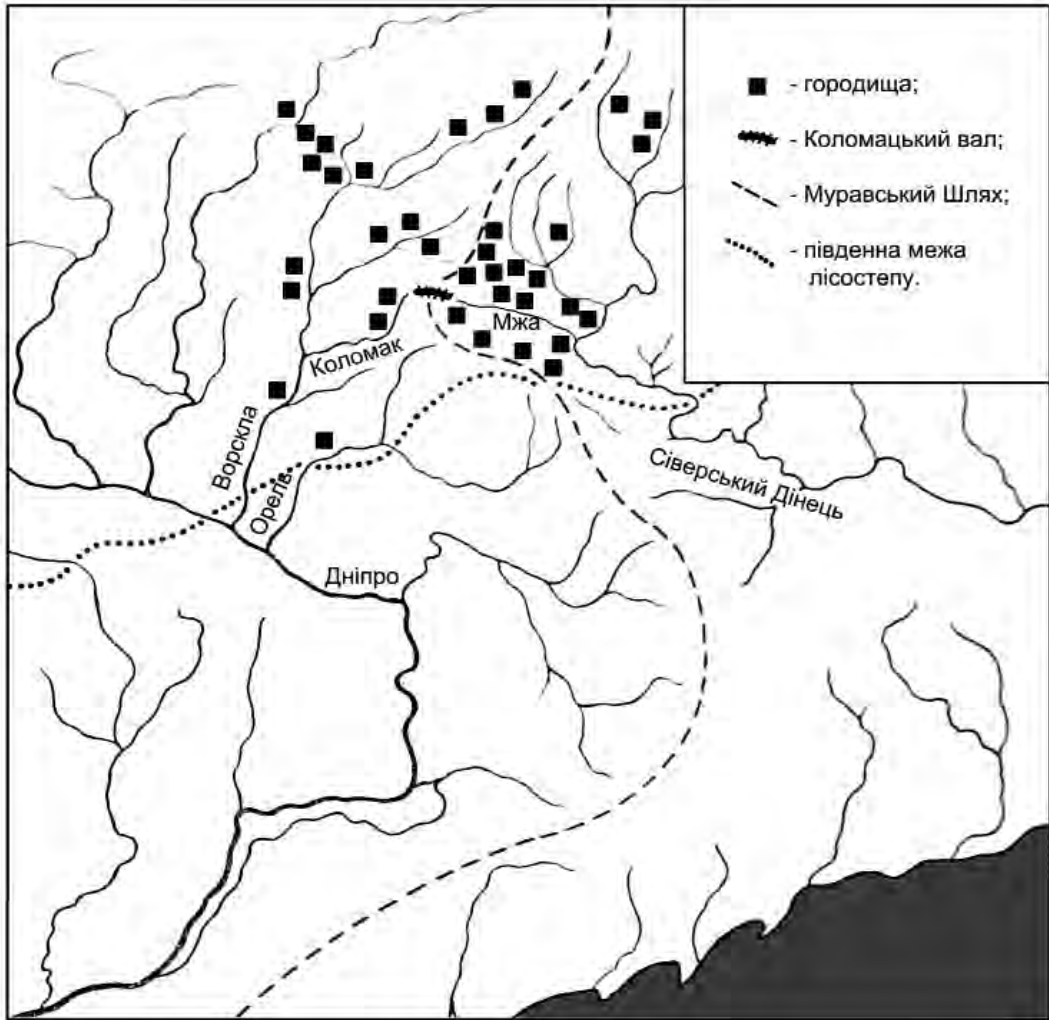 - городища;
- Коломацький вал;
- Муравський Шлях;
- південна межа
лісостепу.
Мжа
Коломак
Ворскла
Орель
Сіверський Дінець
Дніпро